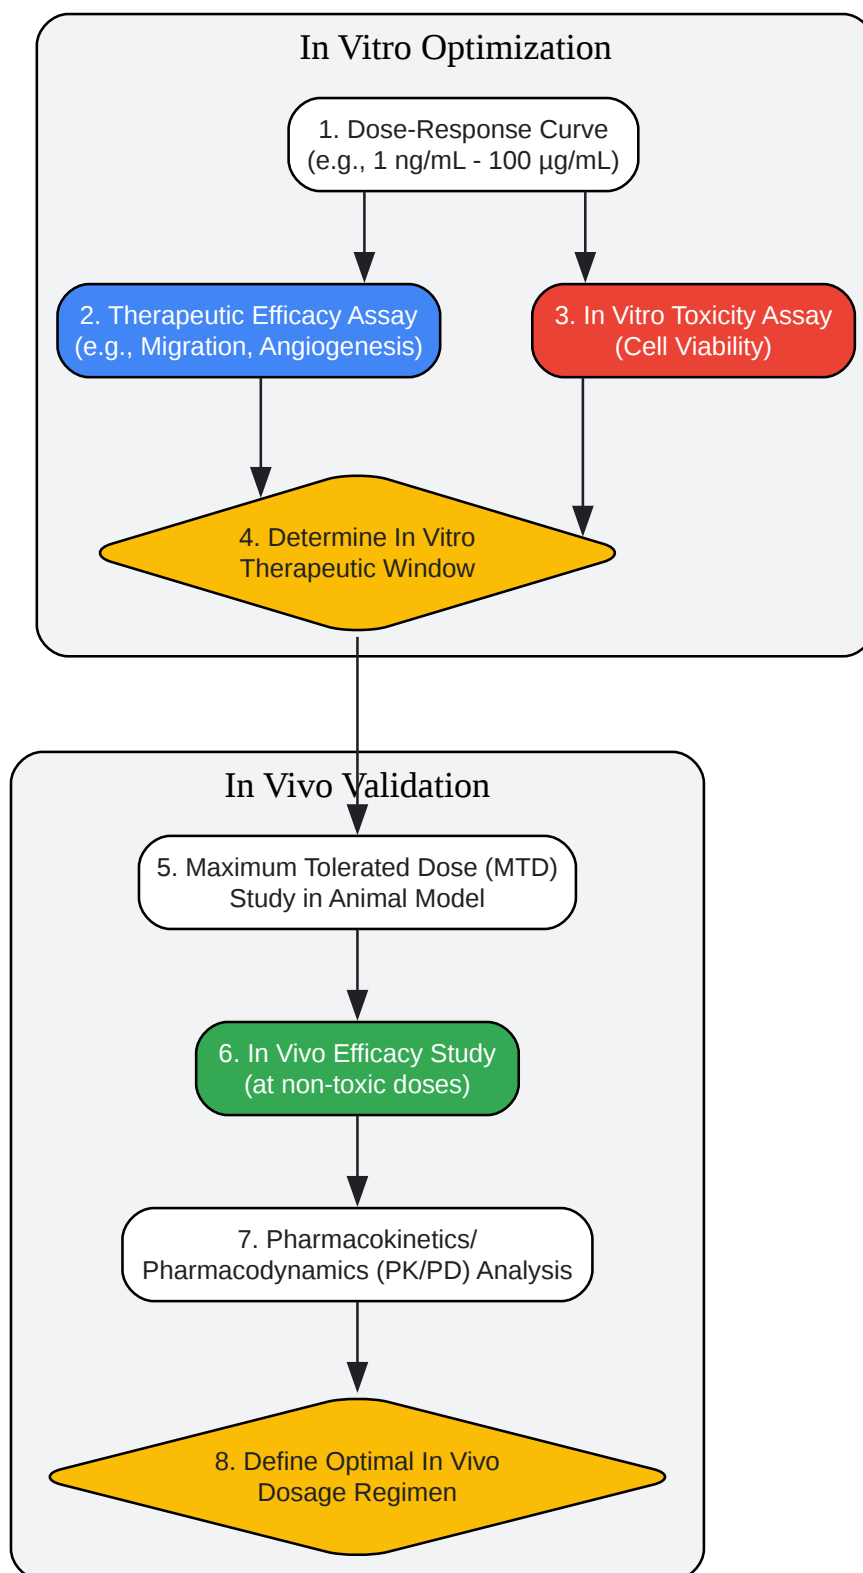 In Vitro Optimization
1. Dose-Response Curve
(e.g., 1 ng/mL - 100 µg/mL)
2. Therapeutic Efficacy Assay
(e.g., Migration, Angiogenesis)
3. In Vitro Toxicity Assay
(Cell Viability)
4. Determine In Vitro
Therapeutic Window
In Vivo Validation
5. Maximum Tolerated Dose (MTD)
Study in Animal Model
6. In Vivo Efficacy Study
(at non-toxic doses)
7. Pharmacokinetics/
Pharmacodynamics (PK/PD) Analysis
8. Define Optimal In Vivo
Dosage Regimen